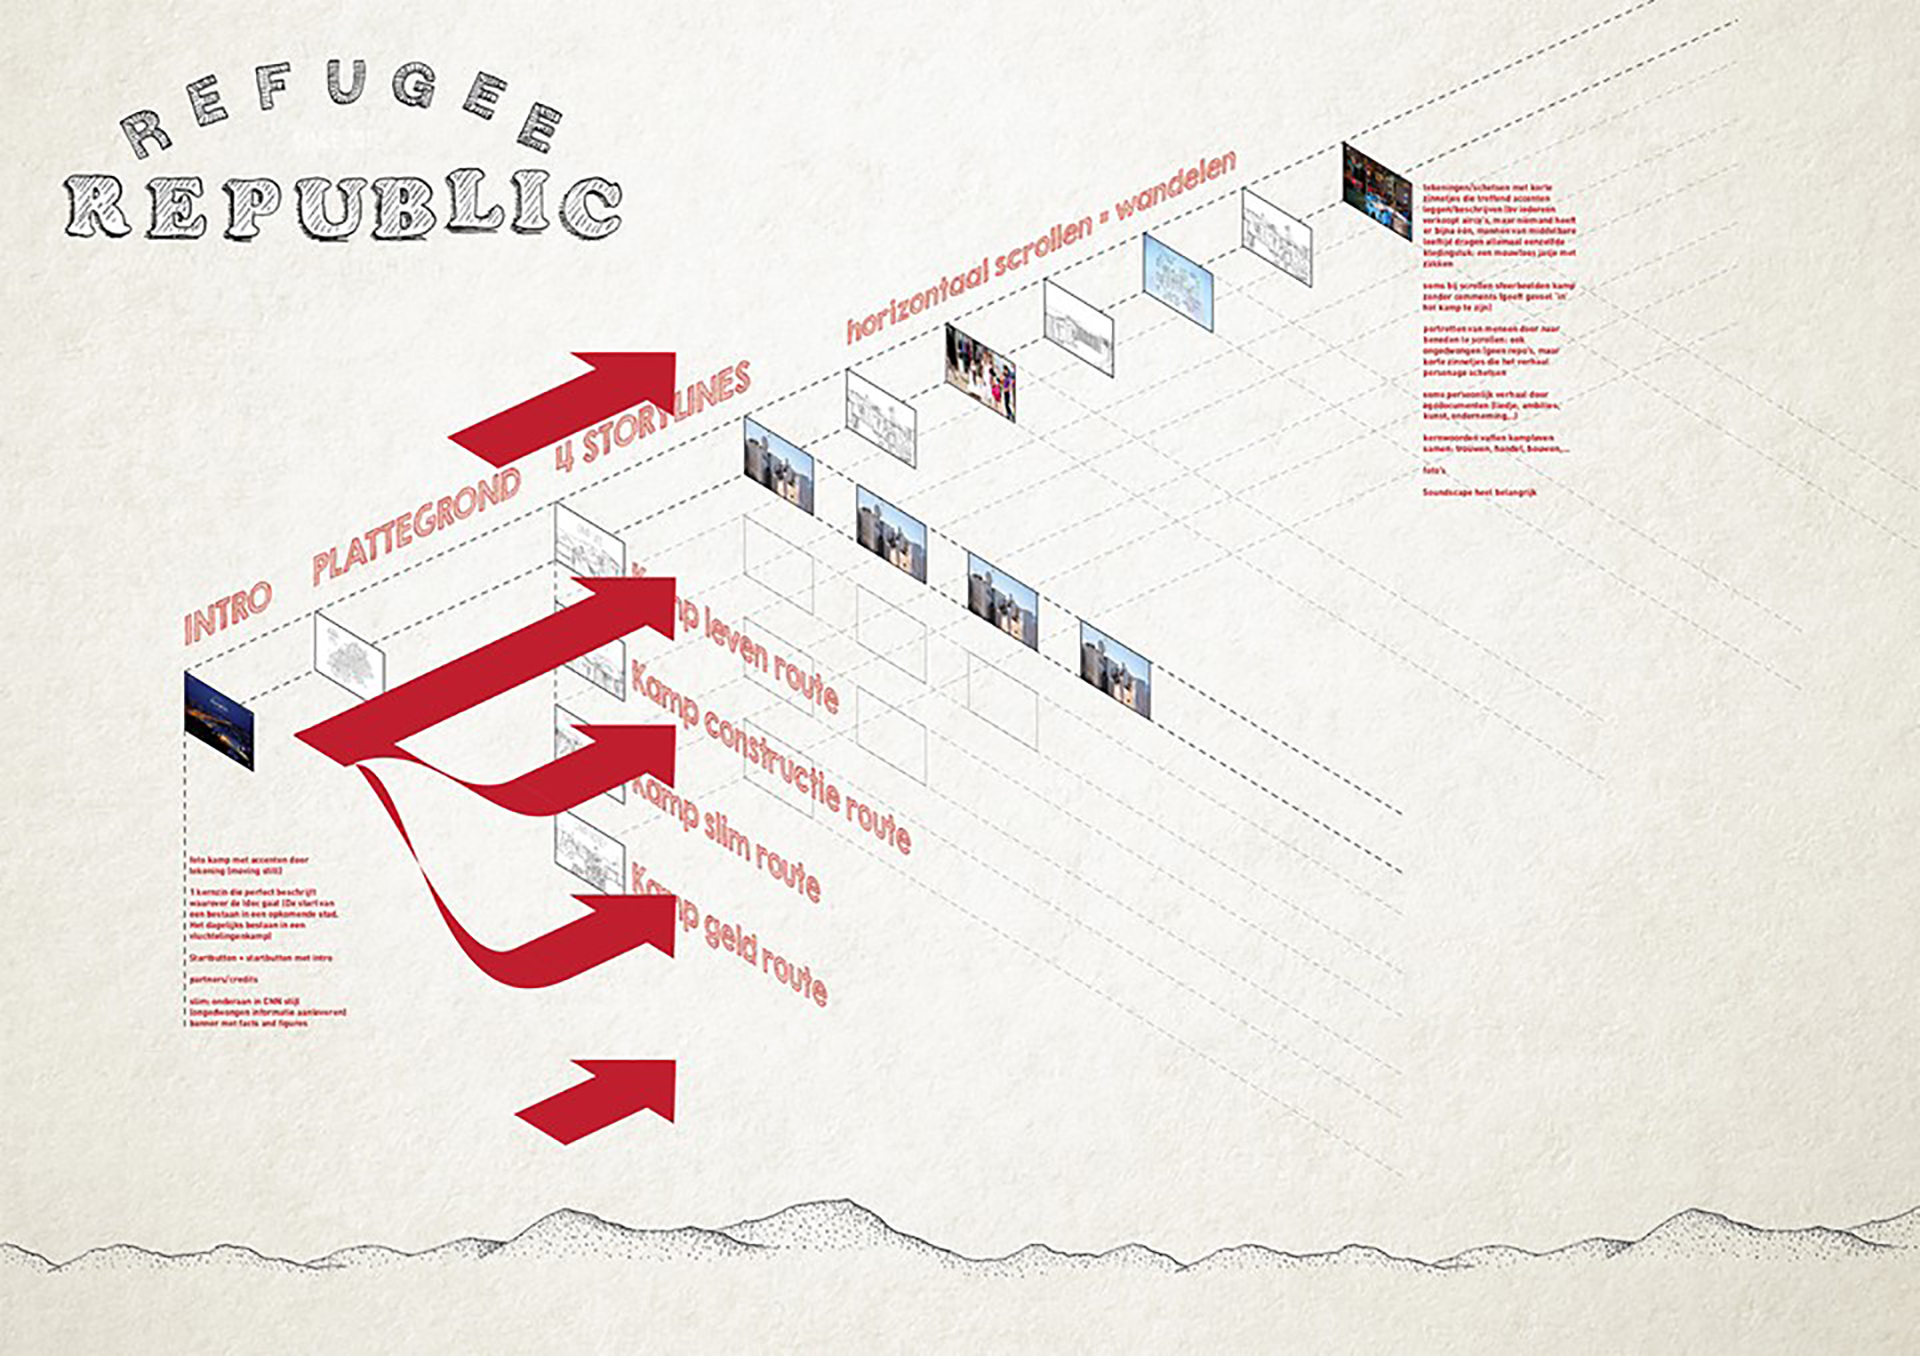 REFUGEE
REPUBLIC
INTRO
PLATTEGROND
4 STORYLINES
horizontaal scrollen = wandelen
Kamp leven route
Kamp constructie route
Kamp slim route
Kamp geld route
foto kamp met accenten door
tekening (moving still)
1 kernzin die perfect beschrijft
waarover de idoc gaat (De start van
een bestaan in een opkomende stad.
Het dagelijks bestaan in een
vluchtelingenkamp)
Startbutton + startbutton met intro
partners/credits
slim: onderaan in CNN stijl
(ongedwongen informatie aanleveren)
banner met facts and figures
tekeningen/schetsen met korte
zinnetjes die treffend accenten
leggen/beschrijven (bv iedereen
verkoopt airco's, maar niemand heeft
er bijna één, mannen van middelbare
leeftijd dragen allemaal eenzelfde
kledingstuk: een mouwloos jasje met
zakken
soms bij scrollen sfeerbeelden kamp
zonder comments (geeft gevoel 'in'
het kamp te zijn)
portretten van mensen door naar
beneden te scrollen: ook
ongedwongen (geen repo's, maar
korte zinnetjes die het verhaal
personage schetsen
soms persoonlijk verhaal door
egodocumenten (liedje, ambities,
kunst, onderneming...)
kernwoorden vatten kampleven
samen: trouwen, handel, bouwen,...
foto's
Soundscape heel belangrijk